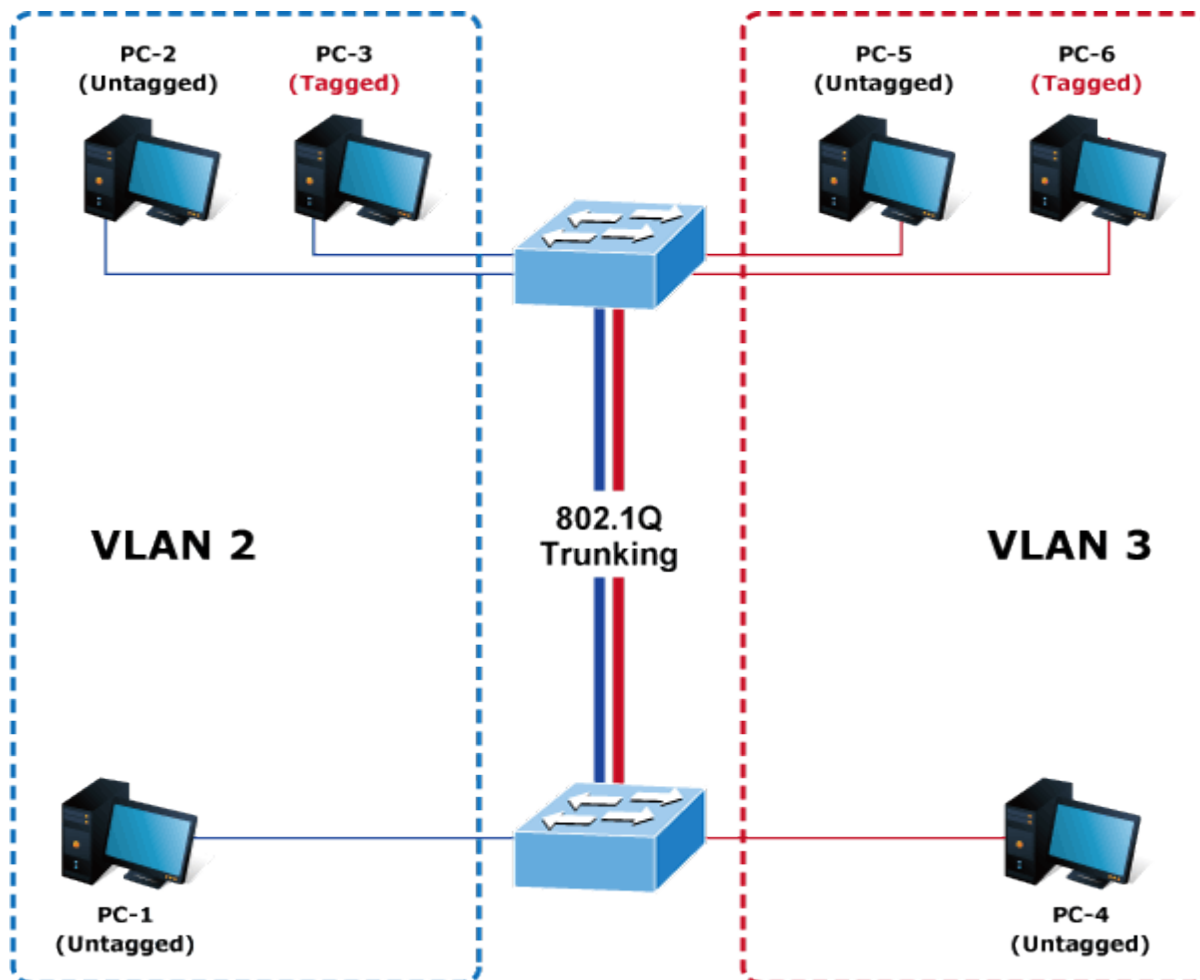 PC-2
(Untagged)
PC-3
(Tagged)
PC-5
(Untagged)
PC-6
(Tagged)
VLAN 2
802.1Q
Trunking
VLAN 3
PC-1
(Untagged)
PC-4
(Untagged)